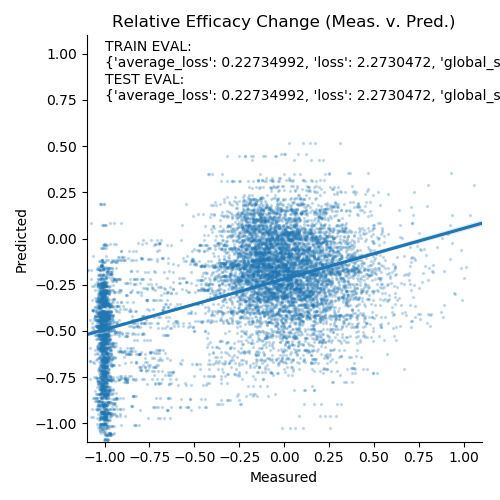 Relative Efficacy Change (Meas. v. Pred.)
TRAIN EVAL:
{'average_loss': 0.22734992, 'loss': 2.2730472, 'global_s
TEST EVAL:
{'average_loss': 0.22734992, 'loss': 2.2730472, 'global_s
1.00
0.75
0.50
0.25
0.00
−0.25
−0.50
−0.75
−1.00
Predicted
−1.00 −0.75 −0.50 −0.25 0.00 0.25 0.50 0.75 1.00
Measured